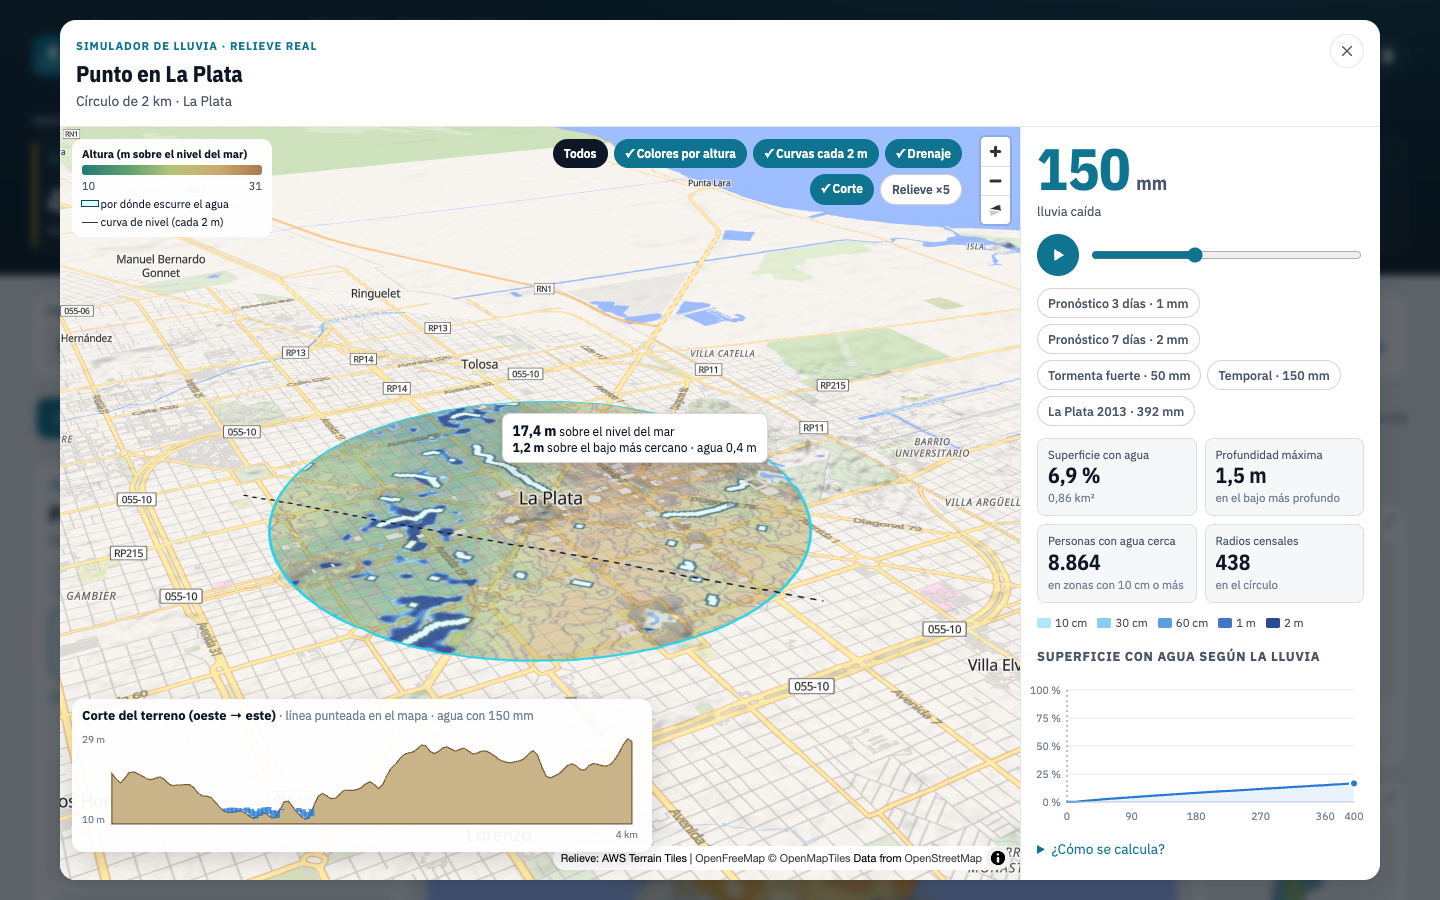 SIMULADOR DE LLUVIA · RELIEVE REAL
Punto en La Plata
Círculo de 2 km · La Plata
Altura (m sobre el nivel del mar)
10 31
por dónde escurre el agua
curva de nivel (cada 2 m)
Todos ✓Colores por altura ✓Curvas cada 2 m ✓Drenaje
✓Corte Relieve ×5
RN1
Punta Lara
ISLA
Manuel Bernardo
Gonnet
Ringuelet
RN1
055-06
RP13
Hernández
RP13
RP14
Tolosa
VILLA CATELLA
055-10
RP11
RP14
RP215
055-10
RP11
BARRIO
UNIVERSITARIO
17,4 m sobre el nivel del mar
1,2 m sobre el bajo más cercano · agua 0,4 m
055-10
La Plata
VILLA ARGÜELL
Diagonal 79
RP215
GAMBIER
055-10
Avenida 31
055-10
Villa Elv
055-10
Avenida 7
Avenida
Lorenzo
Corte del terreno (oeste → este) · línea punteada en el mapa · agua con 150 mm
29 m
10 m
4 km
Relieve: AWS Terrain Tiles | OpenFreeMap © OpenMapTiles Data from OpenStreetMap
150 mm
lluvia caída
Pronóstico 3 días · 1 mm
Pronóstico 7 días · 2 mm
Tormenta fuerte · 50 mm
Temporal · 150 mm
La Plata 2013 · 392 mm
Superficie con agua
6,9 %
0,86 km²
Profundidad máxima
1,5 m
en el bajo más profundo
Personas con agua cerca
8.864
en zonas con 10 cm o más
Radios censales
438
en el círculo
10 cm 30 cm 60 cm 1 m 2 m
SUPERFICIE CON AGUA SEGÚN LA LLUVIA
100 %
75 %
50 %
25 %
0 %
0 90 180 270 360 400
¿Cómo se calcula?